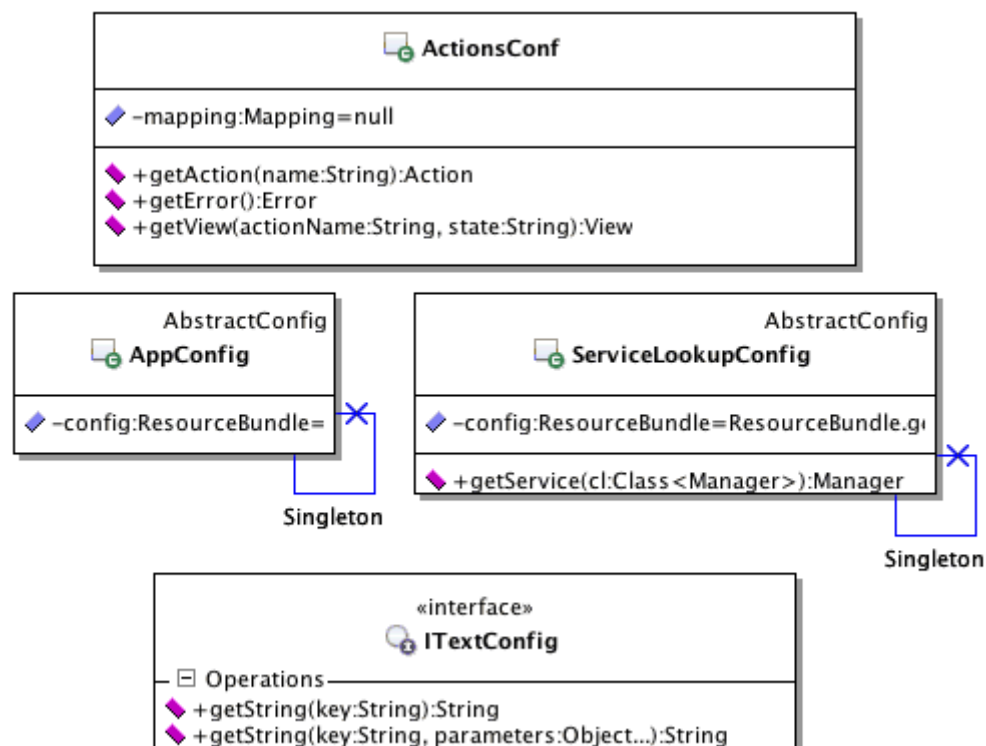 ActionsConf
-mapping:Mapping=null
+getAction(name:String):Action
+getError():Error
+getView(actionName:String, state:String):View
AbstractConfig
AppConfig
-config:ResourceBundle=
Singleton
AbstractConfig
ServiceLookupConfig
-config:ResourceBundle=ResourceBundle.g
+getService(cl:Class<Manager>):Manager
Singleton
«interface»
ITextConfig
Operations
+getString(key:String):String
+getString(key:String, parameters:Object...):String